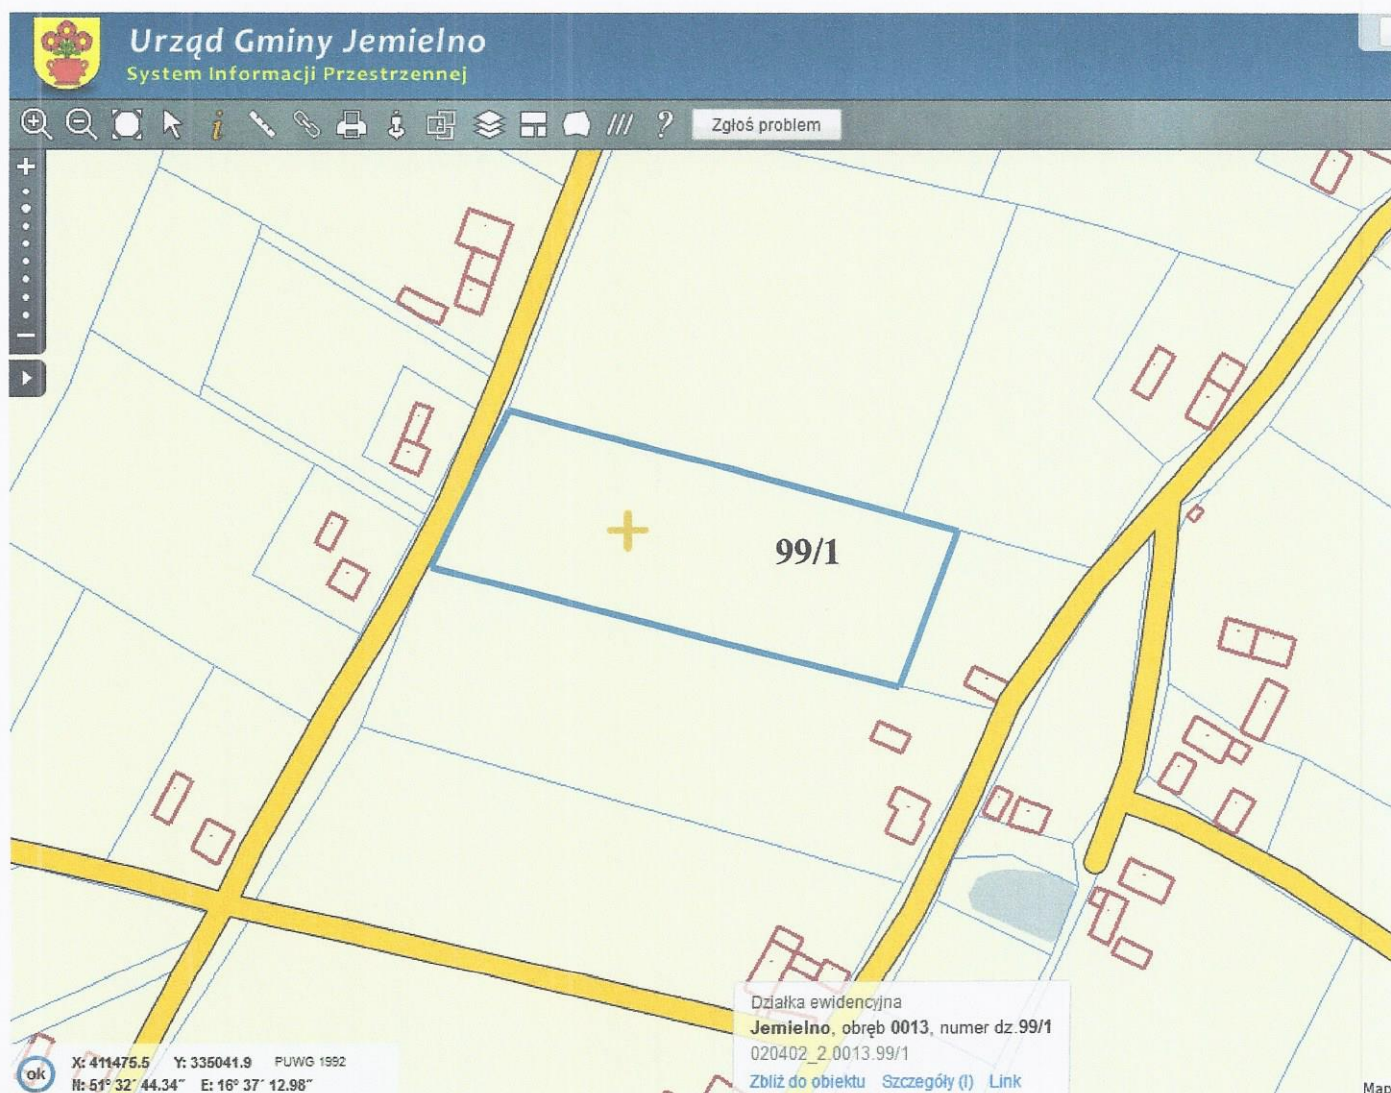 Urząd Gminy Jemielno
System Informacji Przestrzennej
Zgłoś problem
99/1
Działka ewidencyjna
Jemielno, obręb 0013, numer dz.99/1
020402_2.0013.99/1
Zbliż do obiektu Szczegóły (I) Link
ok
X: 411475.5 Y: 335041.9 PUWG 1992
N: 51° 32´ 44.34˝ E: 16° 37´ 12.98˝
Map